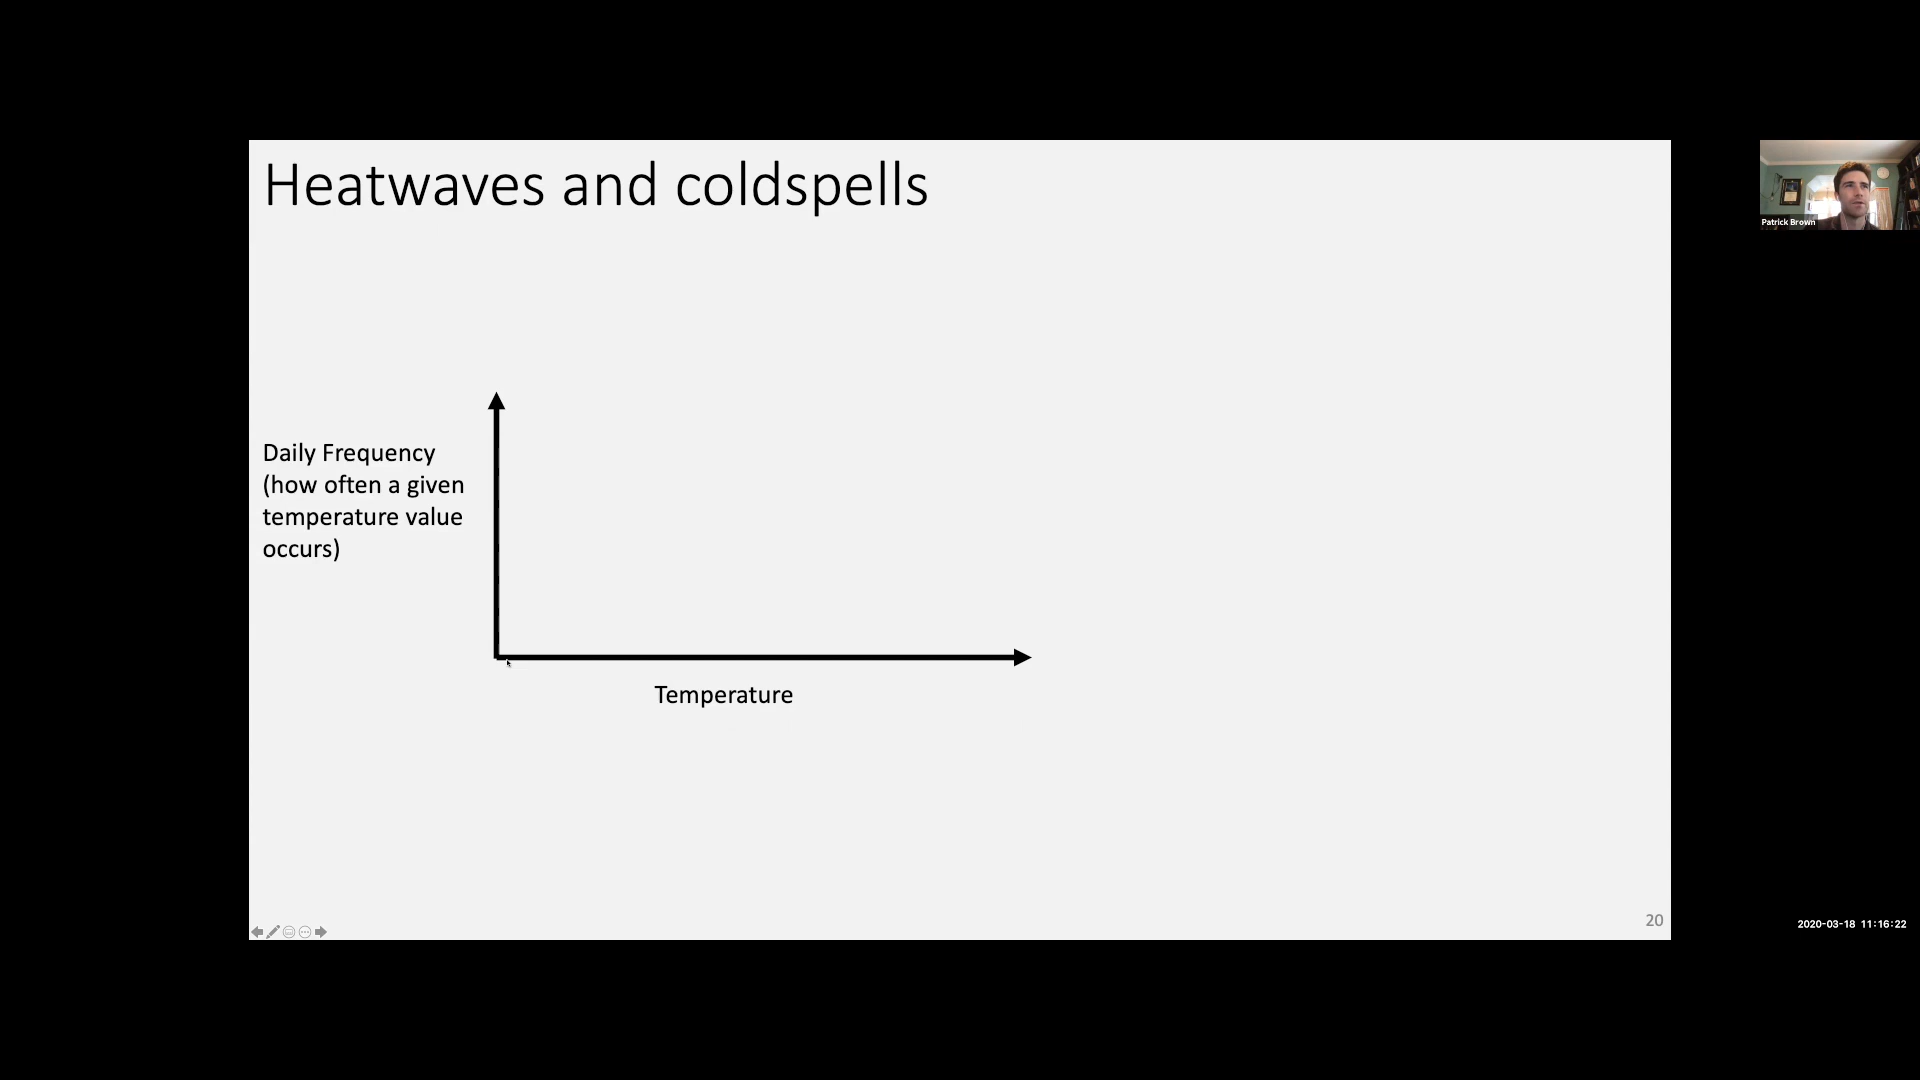 Heatwaves and coldspells
Daily Frequency
(how often a given
temperature value
occurs)
Temperature
20
Patrick Brown
2020-03-18 11:16:22